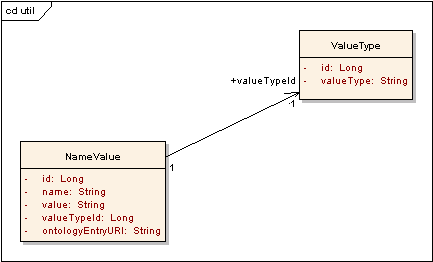 cd util
ValueType
- id: Long
- valueType: String
+valueTypeId
-1
NameValue
1
- id: Long
- name: String
- value: String
- valueTypeId: Long
- ontologyEntryURI: String